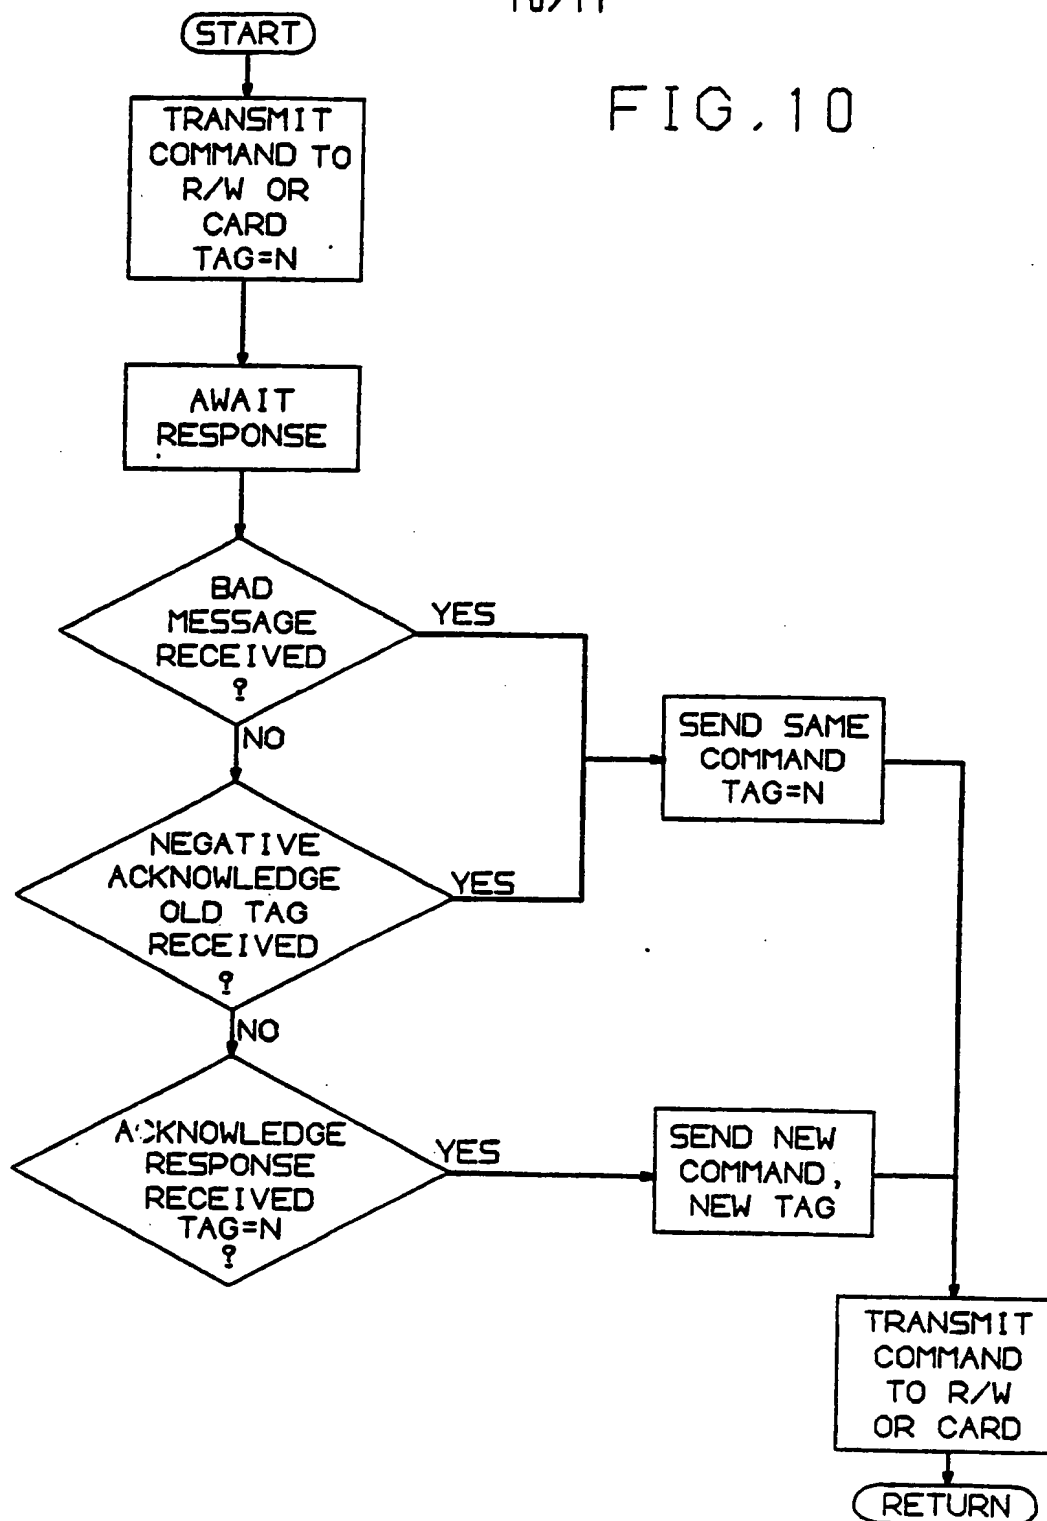 START
FIG. 10
TRANSMIT
COMMAND TO
R/W OR
CARD
TAG=N
AWAIT
RESPONSE
BAD
MESSAGE
RECEIVED
?
YES
NO
SEND SAME
COMMAND
TAG=N
NEGATIVE
ACKNOWLEDGE
OLD TAG
RECEIVED
?
YES
NO
ACKNOWLEDGE
RESPONSE
RECEIVED
TAG=N
?
YES
SEND NEW
COMMAND,
NEW TAG
TRANSMIT
COMMAND
TO R/W
OR CARD
RETURN